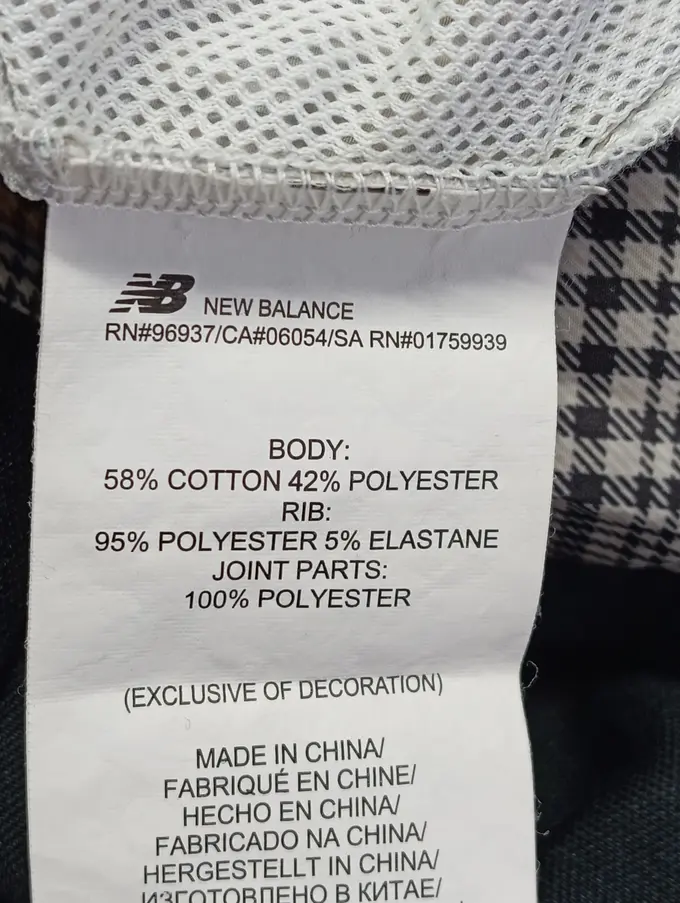 NB NEW BALANCE
RN#96937/CA#06054/SA RN#01759939
BODY:
58% COTTON 42% POLYESTER
RIB:
95% POLYESTER 5% ELASTANE
JOINT PARTS:
100% POLYESTER
(EXCLUSIVE OF DECORATION)
MADE IN CHINA/
FABRIQUÉ EN CHINE/
HECHO EN CHINA/
FABRICADO NA CHINA/
HERGESTELLT IN CHINA/
ИЗГОТОВЛЕНО В КИТАЕ/